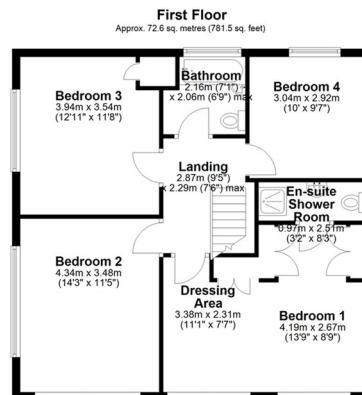 First Floor
Approx. 72.6 sq. metres (781.5 sq. feet)
Bathroom
2.16m (7'1")
x 2.06m (6'9") max
Bedroom 4
3.04m x 2.92m
(10' x 9'7")
Bedroom 3
3.94m x 3.54m
(12'11" x 11'8")
Landing
2.87m (9'5")
x 2.29m (7'6") max
En-suite
Shower
Room
0.97m x 2.51m
(3'2" x 8'3")
Bedroom 2
4.34m x 3.48m
(14'3" x 11'5")
Dressing
Area
3.38m x 2.31m
(11'1" x 7'7")
Bedroom 1
4.19m x 2.67m
(13'9" x 8'9")